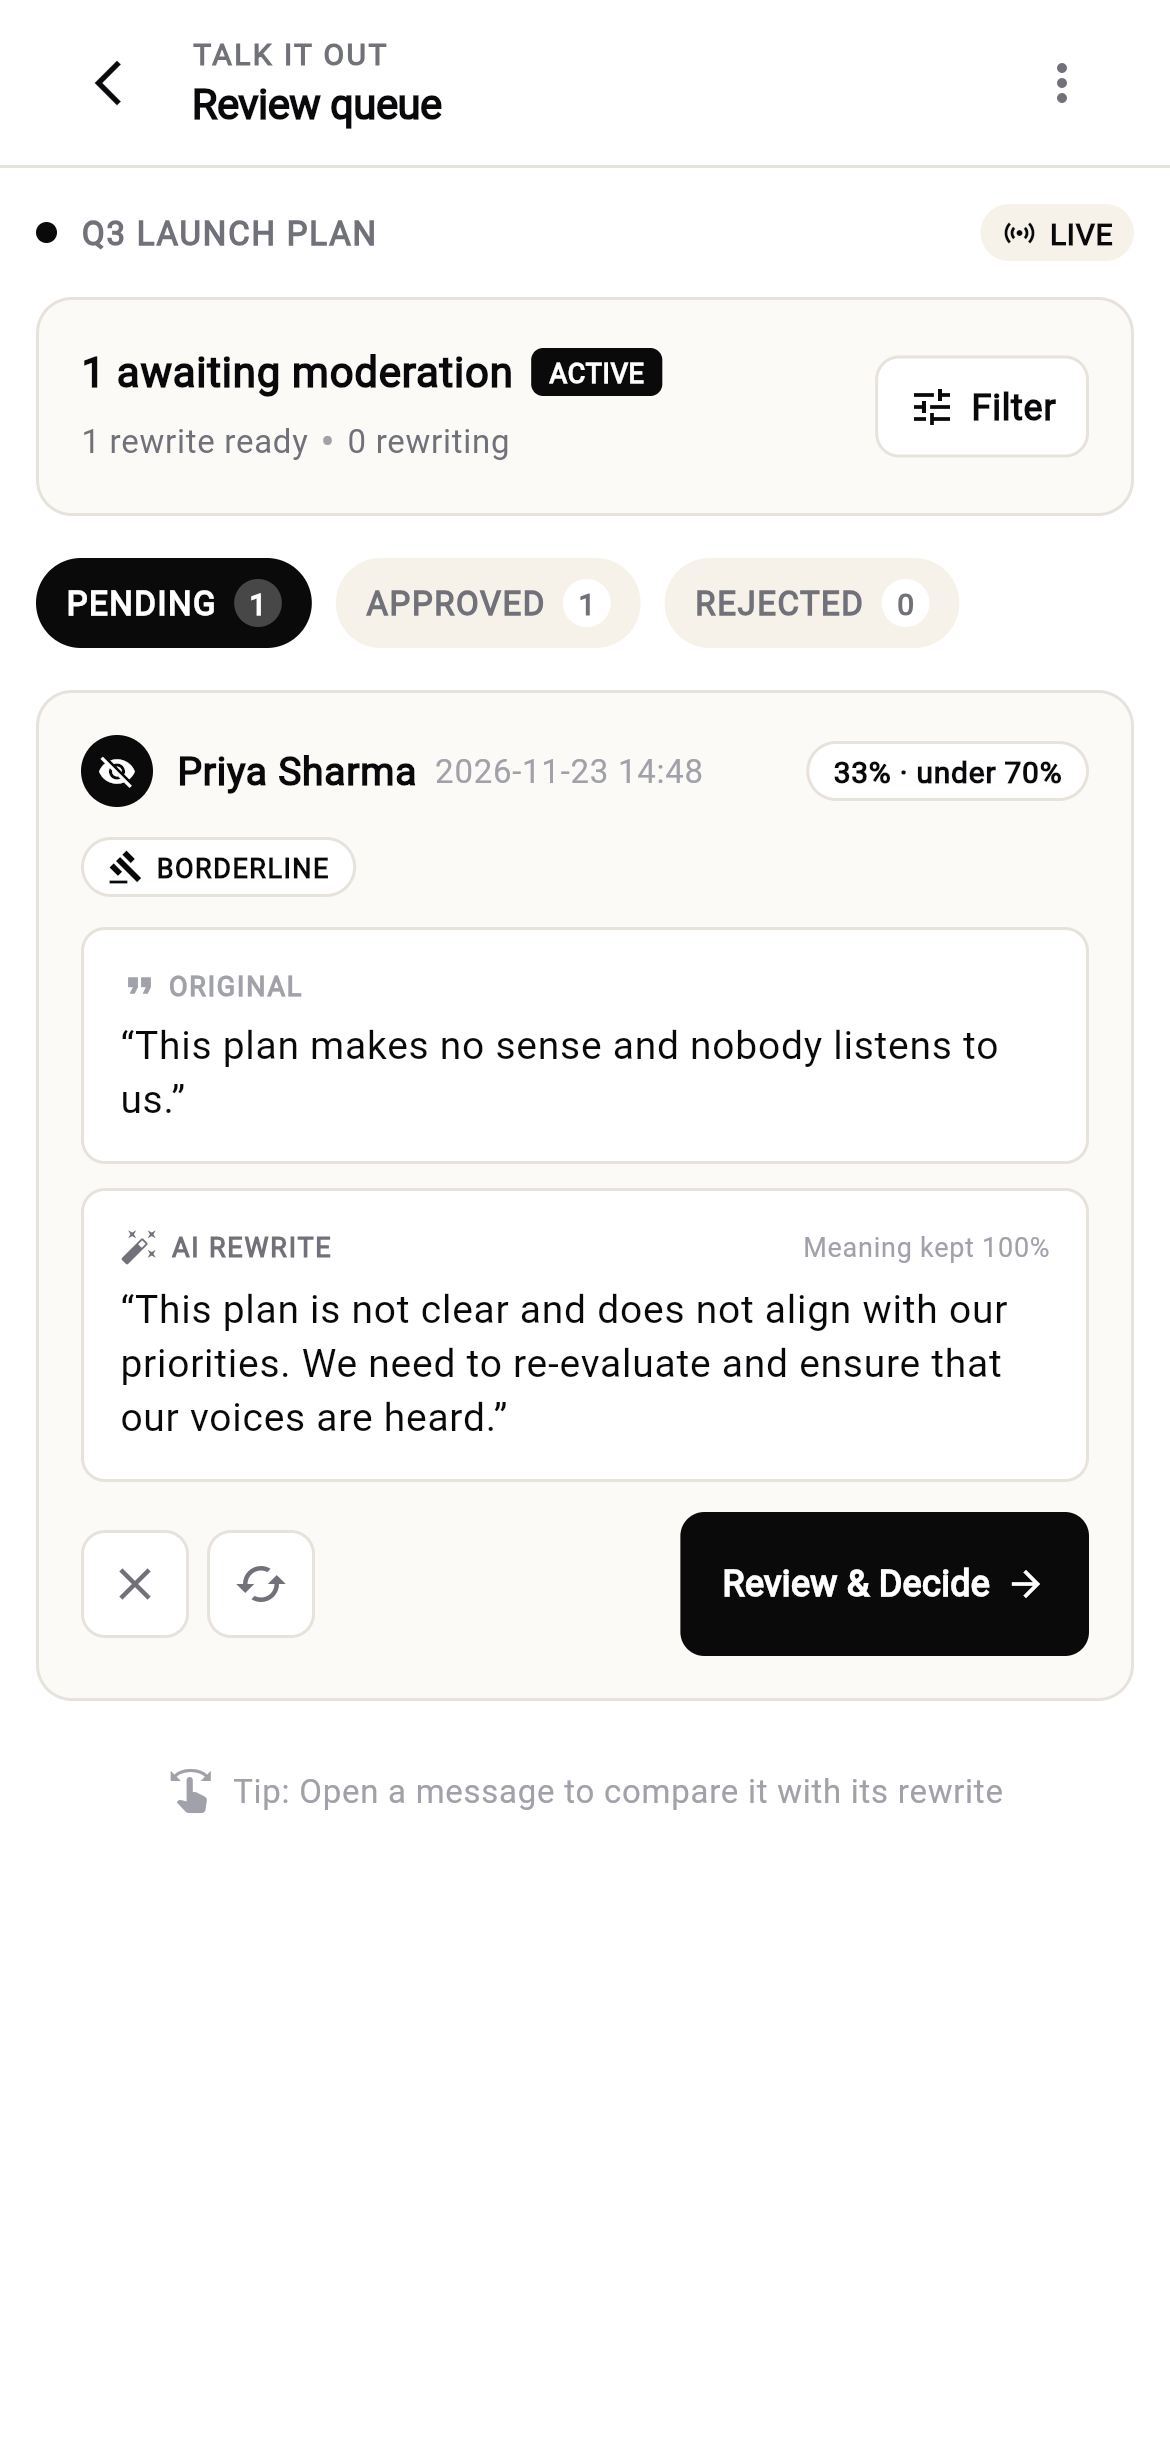 TALK IT OUT
Review queue
Q3 LAUNCH PLAN
LIVE
1 awaiting moderation ACTIVE
1 rewrite ready • 0 rewriting
Filter
PENDING 1 APPROVED 1 REJECTED 0
Priya Sharma 2026-11-23 14:48 33% · under 70%
BORDERLINE
ORIGINAL
“This plan makes no sense and nobody listens to
us.”
AI REWRITE Meaning kept 100%
“This plan is not clear and does not align with our
priorities. We need to re-evaluate and ensure that
our voices are heard.”
Review & Decide →
Tip: Open a message to compare it with its rewrite